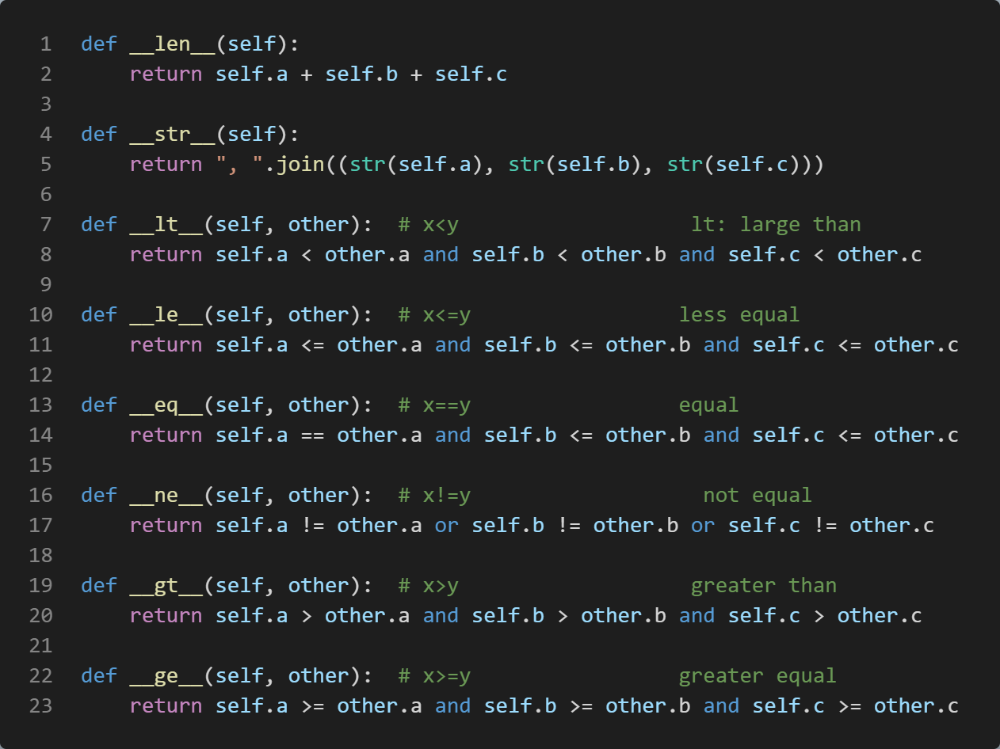 1 def __len__(self):
2     return self.a + self.b + self.c
3
4 def __str__(self):
5     return ", ".join((str(self.a), str(self.b), str(self.c)))
6
7 def __lt__(self, other):  # x<y                   lt: large than
8     return self.a < other.a and self.b < other.b and self.c < other.c
9
10 def __le__(self, other):  # x<=y                 less equal
11     return self.a <= other.a and self.b <= other.b and self.c <= other.c
12
13 def __eq__(self, other):  # x==y                 equal
14     return self.a == other.a and self.b <= other.b and self.c <= other.c
15
16 def __ne__(self, other):  # x!=y                   not equal
17     return self.a != other.a or self.b != other.b or self.c != other.c
18
19 def __gt__(self, other):  # x>y                   greater than
20     return self.a > other.a and self.b > other.b and self.c > other.c
21
22 def __ge__(self, other):  # x>=y                 greater equal
23     return self.a >= other.a and self.b >= other.b and self.c >= other.c